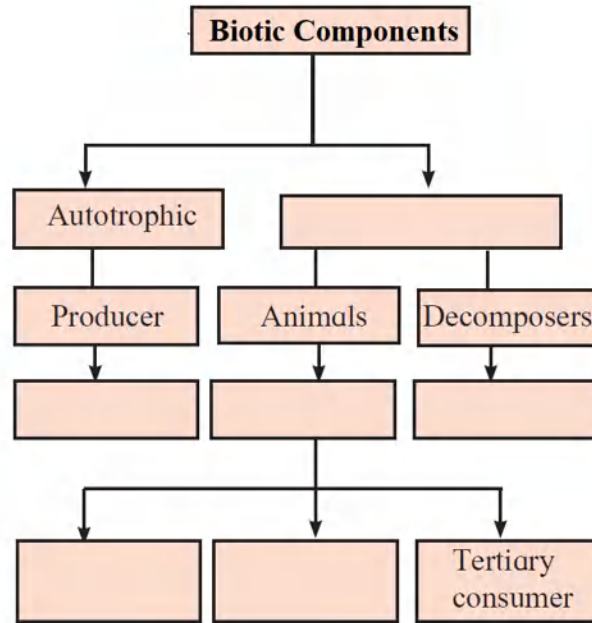 Biotic Components
Autotrophic
Producer
Animals
Decomposers
Tertiary
consumer